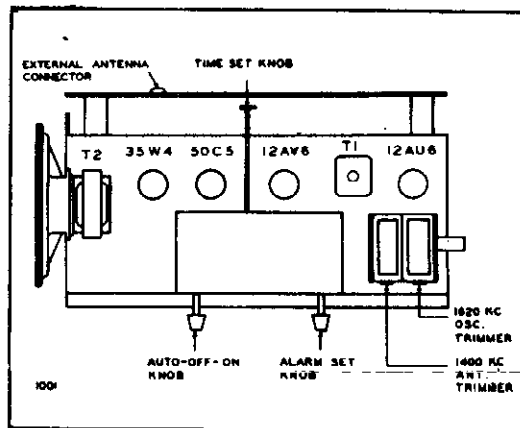 EXTERNAL ANTENNA
CONNECTOR
TIME SET KNOB
T2
35W4
50C5
12AV6
T1
12AU6
1620 KC
OSC.
TRIMMER
AUTO-OFF-ON
KNOB
ALARM SET
KNOB
1400 KC
ANT.
TRIMMER
1001